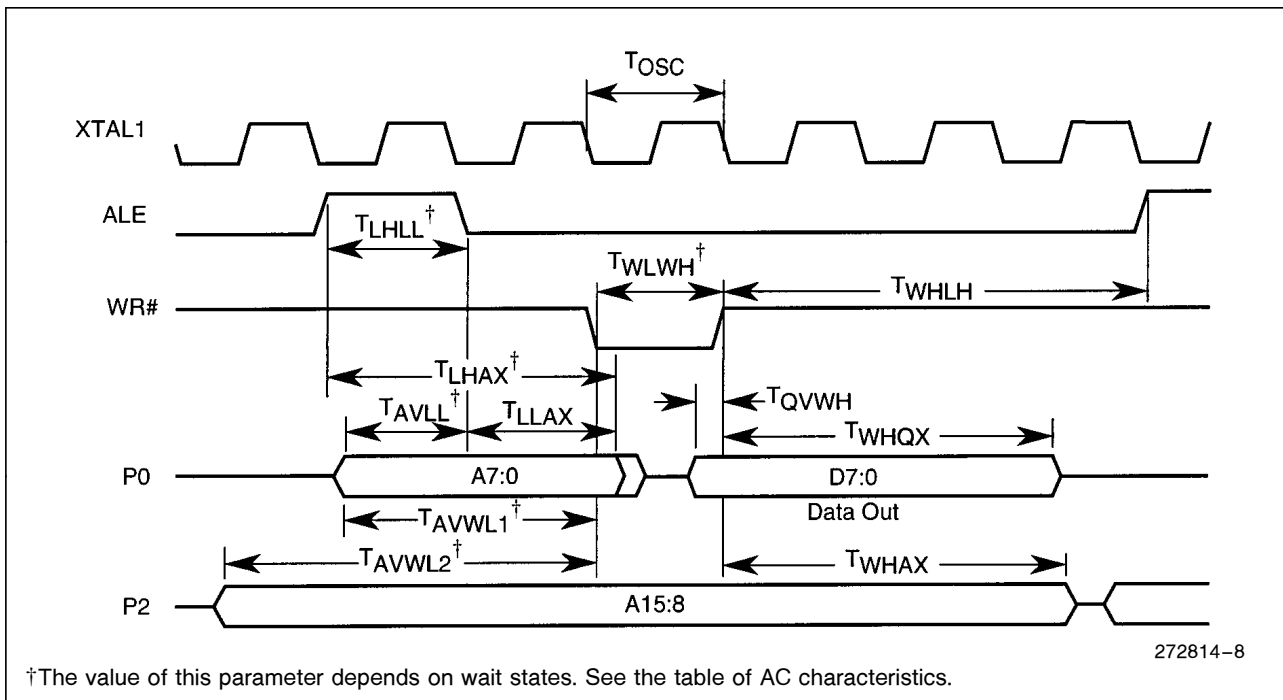 TOSC
XTAL1
ALE
TLHLL†
TWLWH†
TWHLH
WR#
TLHAX†
TQVWH
TAVLL†
TLLAX
TWHQX
P0
A7:0
D7:0
TAVWL1†
Data Out
TAVWL2†
TWHAX
P2
A15:8
272814–8
†The value of this parameter depends on wait states. See the table of AC characteristics.